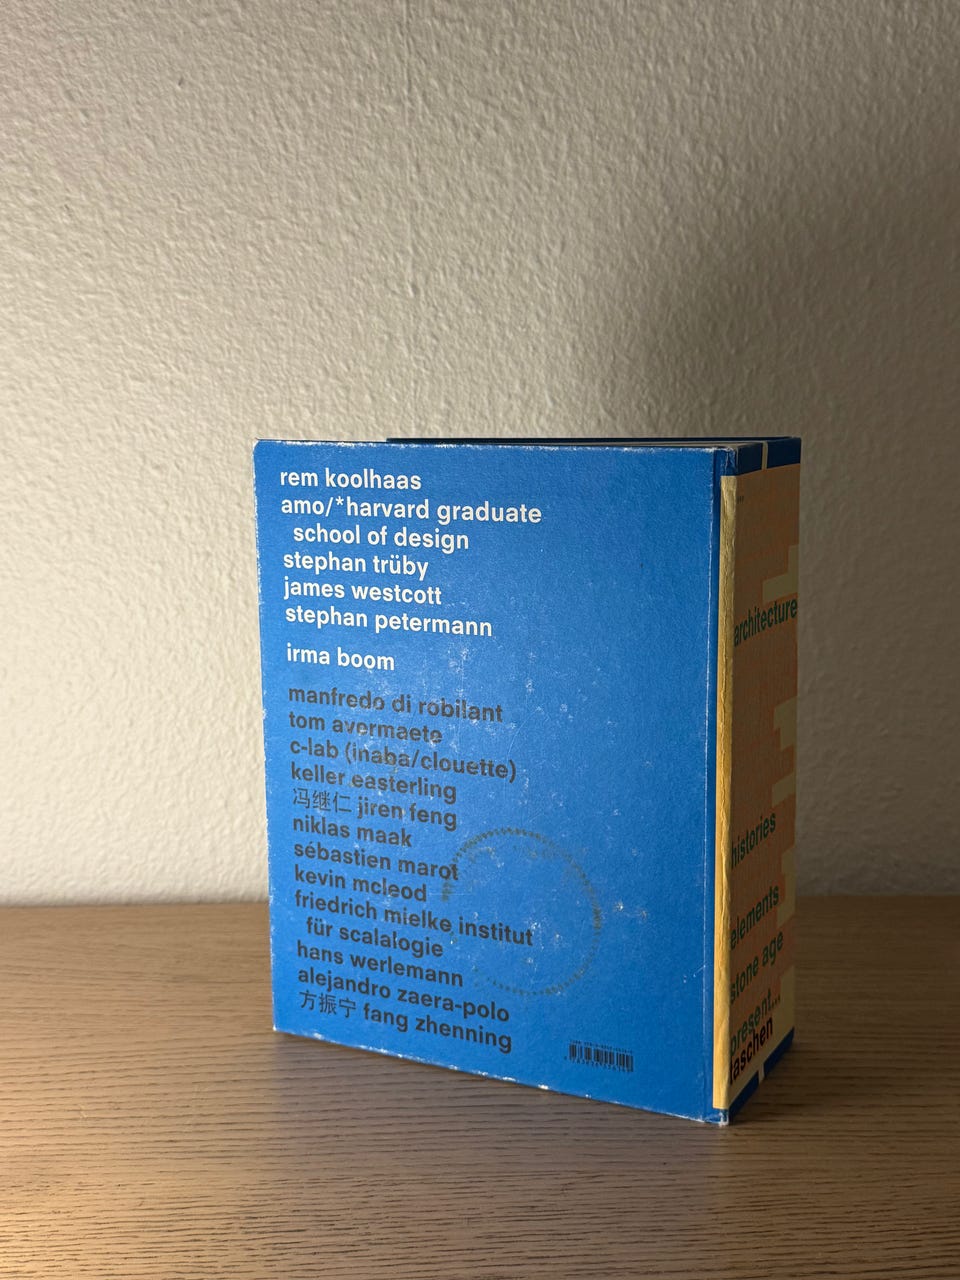 rem koolhaas
amo/*harvard graduate
school of design
stephan trüby
james westcott
stephan petermann
irma boom
manfredo di robilant
tom avermaete
c-lab (inaba/clouette)
keller easterling
冯继仁 jiren feng
niklas maak
sébastien marot
kevin mcleod
friedrich mielke institut
für scalalogie
hans werlemann
alejandro zaera-polo
方振宁 fang zhenning
architecture
histories
elements
stone age
present...
taschen